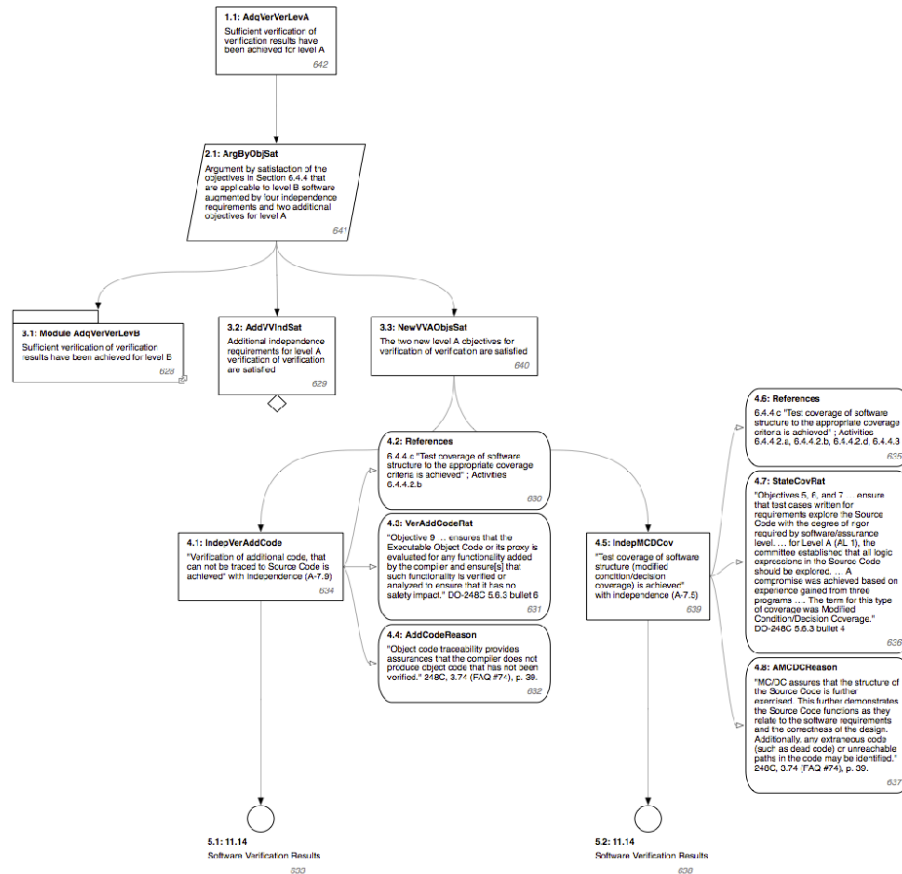 1.1: AdqVerVerLevA
Sufficient verification of
verification results have
been achieved for level A
642
2.1: ArgByObjSat
Argument by satisfaction of the
objectives in Section 6.4.4 that
are applicable to level B software
augmented by four independence
requirements and two additional
objectives for level A
641
3.1: Module AdqVerVerLevB
Sufficient verification of verification
results have been achieved for level B
628
3.2: AddVVIndSat
Additional independence
requirements for level A
verification of verification
are satisfied
629
3.3: NewVVAObjsSat
The two new level A objectives for
verification of verification are satisfied
640
4.1: IndepVerAddCode
"Verification of additional code, that
can not be traced to Source Code is
achieved" with independence (A-7.9)
634
4.2: References
6.4.4.c "Test coverage of software
structure to the appropriate coverage
criteria is achieved" ; Activities
6.4.4.2.b
630
4.3: VerAddCodeRat
"Objective 9 ... ensures that the
Executable Object Code or its proxy is
evaluated for any functionality added
by the compiler and ensure[s] that
such functionality is verified or
analyzed to ensure that it has no
safety impact." DO-248C 5.6.3 bullet 6
631
4.4: AddCodeReason
"Object code traceability provides
assurances that the compiler does not
produce object code that has not been
verified." 248C, 3.74 (FAQ #74), p. 39.
632
4.5: IndepMCDCov
"Test coverage of software
structure (modified
condition/decision
coverage) is achieved"
with independence (A-7.5)
639
4.6: References
6.4.4.c "Test coverage of software
structure to the appropriate coverage
criteria is achieved" ; Activities
6.4.4.2.a, 6.4.4.2.b, 6.4.4.2.d, 6.4.4.3
635
4.7: StateCovRat
"Objectives 5, 6, and 7 ... ensure
that test cases written for
requirements explore the Source
Code with the degree of rigor
required by software/assurance
level. ... for Level A (AL 1), the
committee established that all logic
expressions in the Source Code
should be explored. ... A
compromise was achieved based on
experience gained from three
programs .... The term for this type
of coverage was Modified
Condition/Decision Coverage."
DO-248C 5.6.3 bullet 4
636
4.8: AMCDCReason
"MC/DC assures that the structure of
the Source Code is further
exercised. This further demonstrates
the Source Code functions as they
relate to the software requirements
and the correctness of the design.
Additionally, any extraneous code
(such as dead code) or unreachable
paths in the code may be identified."
248C, 3.74 (FAQ #74), p. 39.
637
5.1: 11.14
Software Verification Results
633
5.2: 11.14
Software Verification Results
638